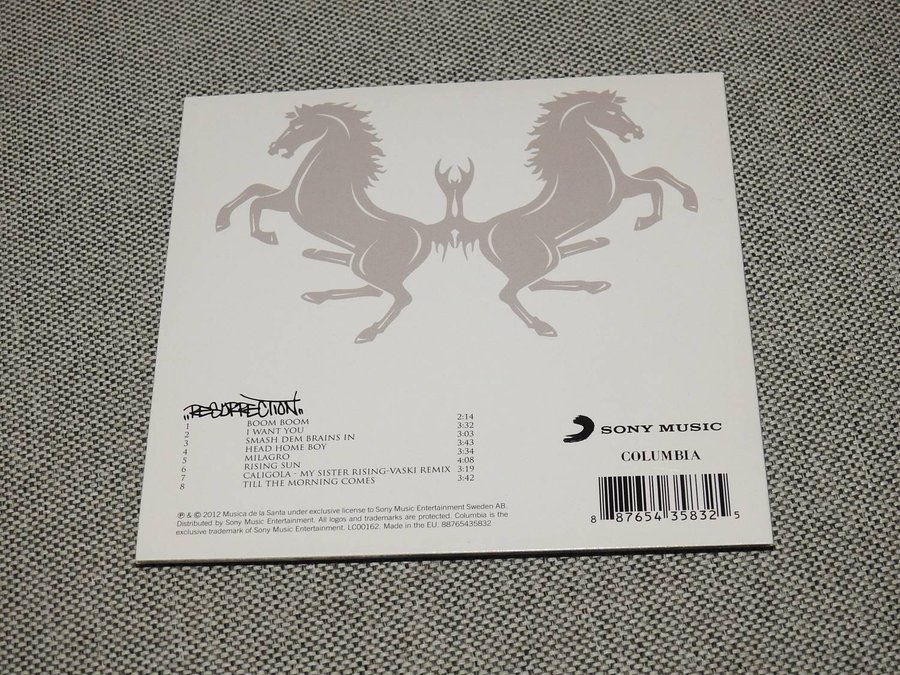 "RESURRECTION"
1 BOOM BOOM 2:14
2 I WANT YOU 3:32
3 SMASH DEM BRAINS IN 3:03
4 HEAD HOME BOY 3:43
5 MILAGRO 3:34
6 RISING SUN 4:08
7 CALIGOLA - MY SISTER RISING-VASKI REMIX 3:19
8 TILL THE MORNING COMES 3:42
℗ & © 2012 Musica de la Santa under exclusive license to Sony Music Entertainment Sweden AB.
Distributed by Sony Music Entertainment. All logos and trademarks are protected. Columbia is the
exclusive trademark of Sony Music Entertainment. LC00162. Made in the EU. 88765435832
SONY MUSIC
COLUMBIA
8 87654 35832 5